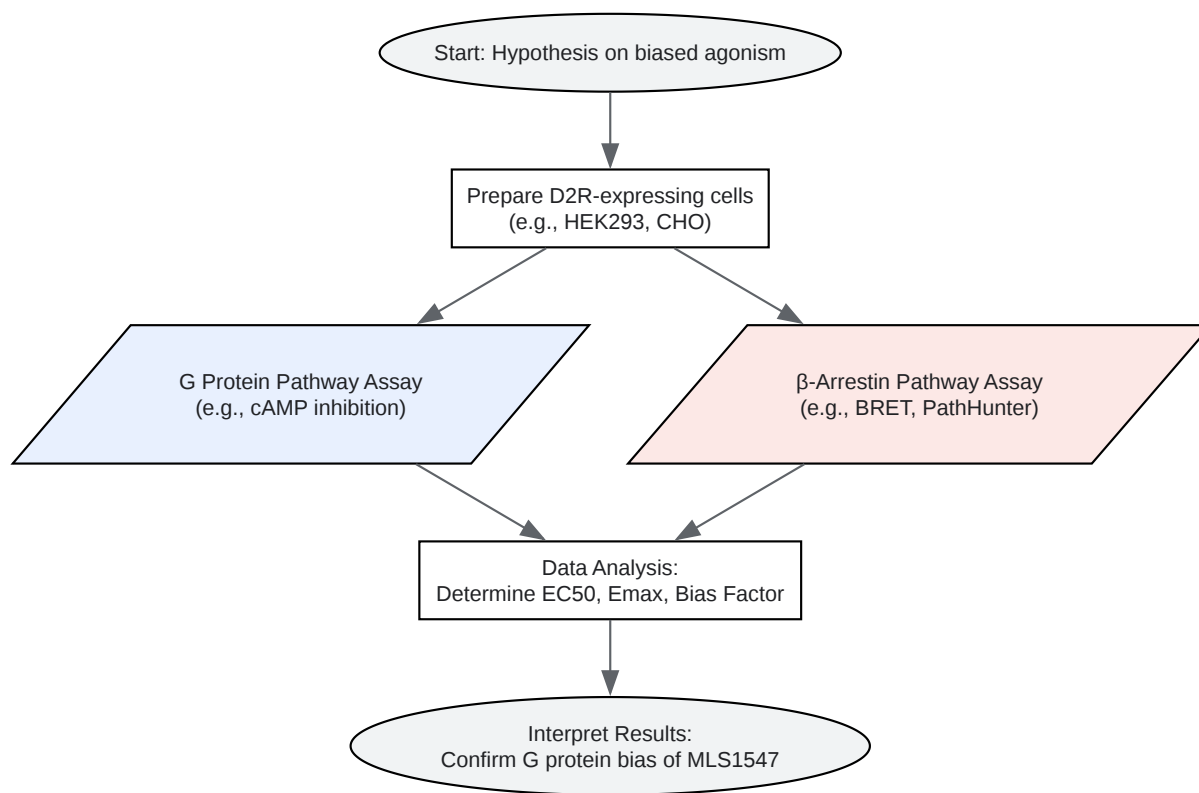 Start: Hypothesis on biased agonism
Prepare D2R-expressing cells
(e.g., HEK293, CHO)
G Protein Pathway Assay
(e.g., cAMP inhibition)
β-Arrestin Pathway Assay
(e.g., BRET, PathHunter)
Data Analysis:
Determine EC50, Emax, Bias Factor
Interpret Results:
Confirm G protein bias of MLS1547